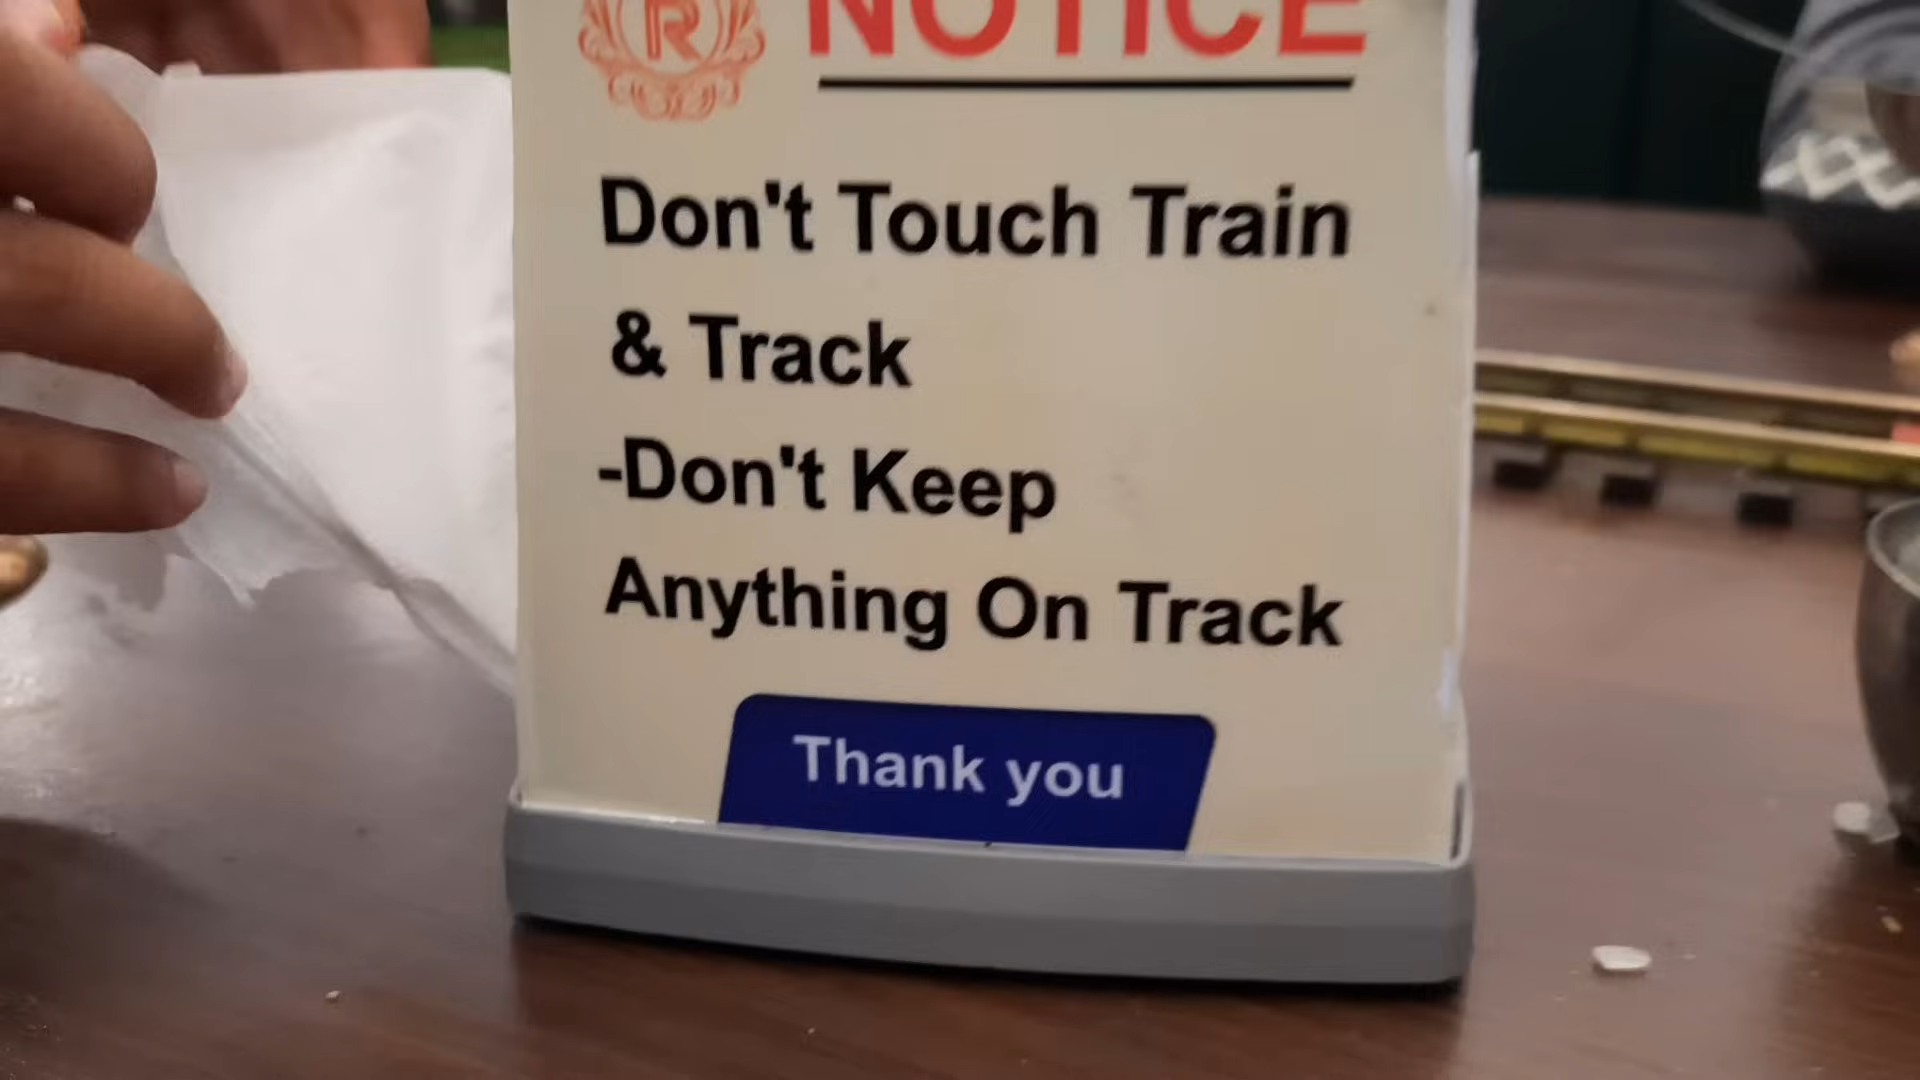 R
NOTICE
Don't Touch Train
& Track
-Don't Keep
Anything On Track
Thank you